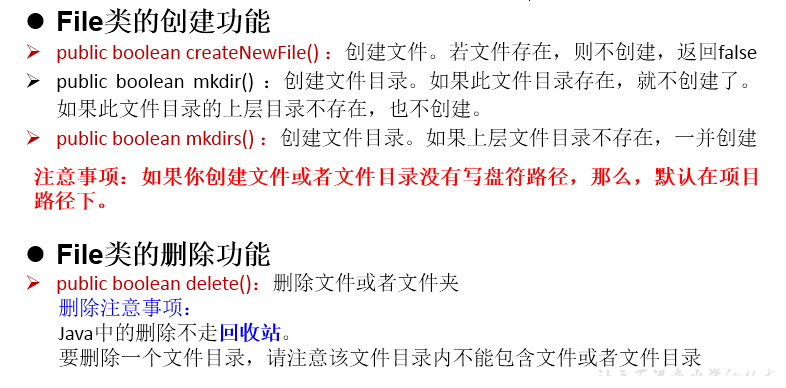 ● File类的创建功能
➢ public boolean createNewFile() ：创建文件。若文件存在，则不创建，返回false
➢ public boolean mkdir() ：创建文件目录。如果此文件目录存在，就不创建了。
如果此文件目录的上层目录不存在，也不创建。
➢ public boolean mkdirs() ：创建文件目录。如果上层文件目录不存在，一并创建
注意事项：如果你创建文件或者文件目录没有写盘符路径，那么，默认在项目
路径下。
● File类的删除功能
➢ public boolean delete()：删除文件或者文件夹
删除注意事项：
Java中的删除不走回收站。
要删除一个文件目录，请注意该文件目录内不能包含文件或者文件目录